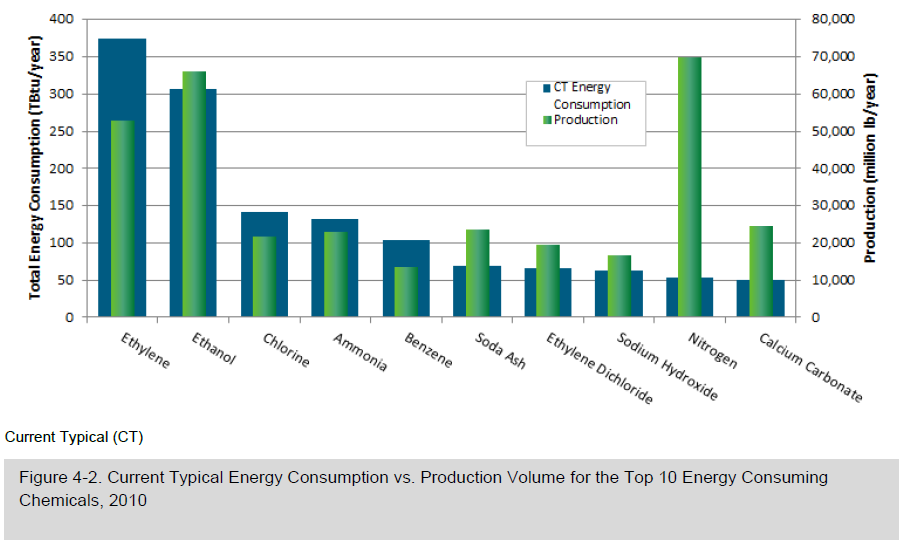 400
350
300
250
200
150
100
50
0
Total Energy Consumption (TBtu/year)
80,000
70,000
60,000
50,000
40,000
30,000
20,000
10,000
0
Production (million lb/year)
CT Energy
Consumption
Production
Ethylene
Ethanol
Chlorine
Ammonia
Benzene
Soda Ash
Ethylene Dichloride
Sodium Hydroxide
Nitrogen
Calcium Carbonate
Current Typical (CT)
Figure 4-2. Current Typical Energy Consumption vs. Production Volume for the Top 10 Energy Consuming
Chemicals, 2010